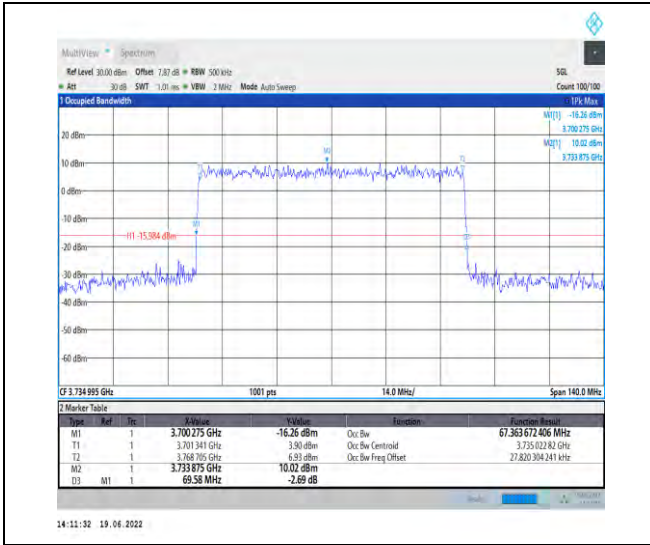 MultiView Spectrum
Ref Level 30.00 dBm Offset 7.87 dB RBW 500 kHz SGL
Att 30 dB SWT 1.01 ms VBW 2 MHz Mode Auto Sweep Count 100/100
1 Occupied Bandwidth 1Pk Max
M1[1] -16.26 dBm
3.700 275 GHz
M2[1] 10.02 dBm
3.733 875 GHz
20 dBm
M2
10 dBm
T1
T2
0 dBm
-10 dBm
M1
H1 -15.984 dBm
D3
-20 dBm
-30 dBm
-40 dBm
-50 dBm
-60 dBm
CF 3.734 995 GHz 1001 pts 14.0 MHz/ Span 140.0 MHz
2 Marker Table
Type Ref Trc X-Value Y-Value Function Function Result
M1 1 3.700 275 GHz -16.26 dBm Occ Bw 67.363 672 406 MHz
T1 1 3.701 341 GHz 3.90 dBm Occ Bw Centroid 3.735 022 82 GHz
T2 1 3.768 705 GHz 6.93 dBm Occ Bw Freq Offset 27.820 304 241 kHz
M2 1 3.733 875 GHz 10.02 dBm
D3 M1 1 69.58 MHz -2.69 dB
14:11:32 19.06.2022